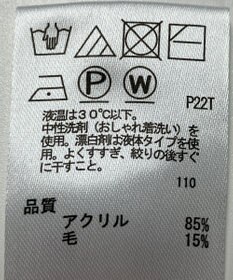 P W
P22T
液温は30℃以下。
中性洗剤(おしゃれ着洗い)を
使用。漂白剤は液体タイプを使
用。よくすすぎ、絞りの後すぐ
に干すこと。
110
品質
アクリル 85%
毛 15%